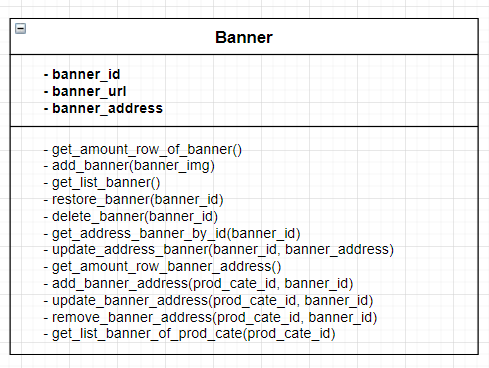 Banner
- banner_id
- banner_url
- banner_address
- get_amount_row_of_banner()
- add_banner(banner_img)
- get_list_banner()
- restore_banner(banner_id)
- delete_banner(banner_id)
- get_address_banner_by_id(banner_id)
- update_address_banner(banner_id, banner_address)
- get_amount_row_banner_address()
- add_banner_address(prod_cate_id, banner_id)
- update_banner_address(prod_cate_id, banner_id)
- remove_banner_address(prod_cate_id, banner_id)
- get_list_banner_of_prod_cate(prod_cate_id)